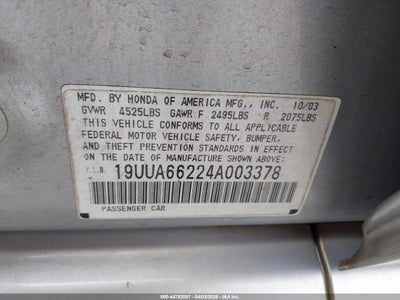 MFD. BY HONDA OF AMERICA MFG., INC. 10/03
GVWR 4525LBS GAWR F 2495LBS R 2075LBS
THIS VEHICLE CONFORMS TO ALL APPLICABLE
FEDERAL MOTOR VEHICLE SAFETY, BUMPER,
AND THEFT PREVENTION STANDARDS IN EFFECT
ON THE DATE OF MANUFACTURE SHOWN ABOVE:
V.I.N. 19UUA66224A003378
PASSENGER CAR